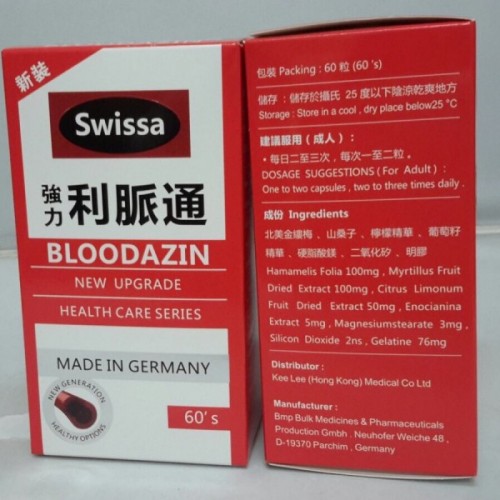 新装
Swissa
強力
利脈通
BLOODAZIN
NEW UPGRADE
HEALTH CARE SERIES
MADE IN GERMANY
NEW GENERATION
HEALTHY OPTIONS
60's
包裝 Packing : 60 粒 (60 's)
儲存 : 儲存於攝氏 25 度以下陰涼乾爽地方
Storage : Store in a cool , dry place below25 °C
建議服用 (成人) :
・每日二至三次，每次一至二粒。
DOSAGE SUGGESTIONS (For Adult) :
One to two capsules , two to three times daily .
成份 Ingredients
北美金縷梅 、山桑子 、檸檬精華 、葡萄籽
精華 、硬脂酸鎂 、二氧化矽 、明膠
Hamamelis Folia 100mg , Myrtillus Fruit
Dried Extract 100mg , Citrus Limonum
Fruit Dried Extract 50mg , Enocianina
Extract 5mg , Magnesiumstearate 3mg ,
Silicon Dioxide 2ns , Gelatine 76mg
Distributor :
Kee Lee (Hong Kong) Medical Co Ltd
Manufacturer :
Bmp Bulk Medicines & Pharmaceuticals
Production GmbH . Neuhofer Weiche 48 ,
D-19370 Parchim , Germany